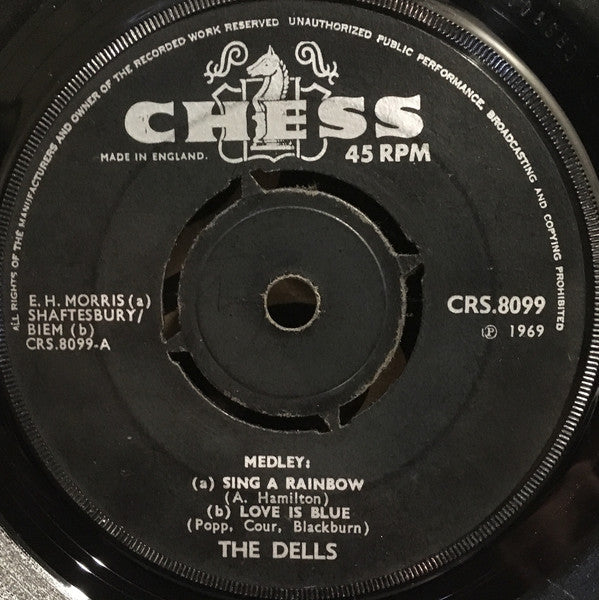 ALL RIGHTS OF THE MANUFACTURERS AND OWNER OF THE RECORDED WORK RESERVED UNAUTHORIZED PUBLIC PERFORMANCE, BROADCASTING AND COPYING PROHIBITED
CHESS
MADE IN ENGLAND.
45 RPM
E. H. MORRIS (a)
SHAFTESBURY/
BIEM (b)
CRS.8099-A
CRS.8099
Ⓟ 1969
MEDLEY:
(a) SING A RAINBOW
(A. Hamilton)
(b) LOVE IS BLUE
(Popp, Cour, Blackburn)
THE DELLS